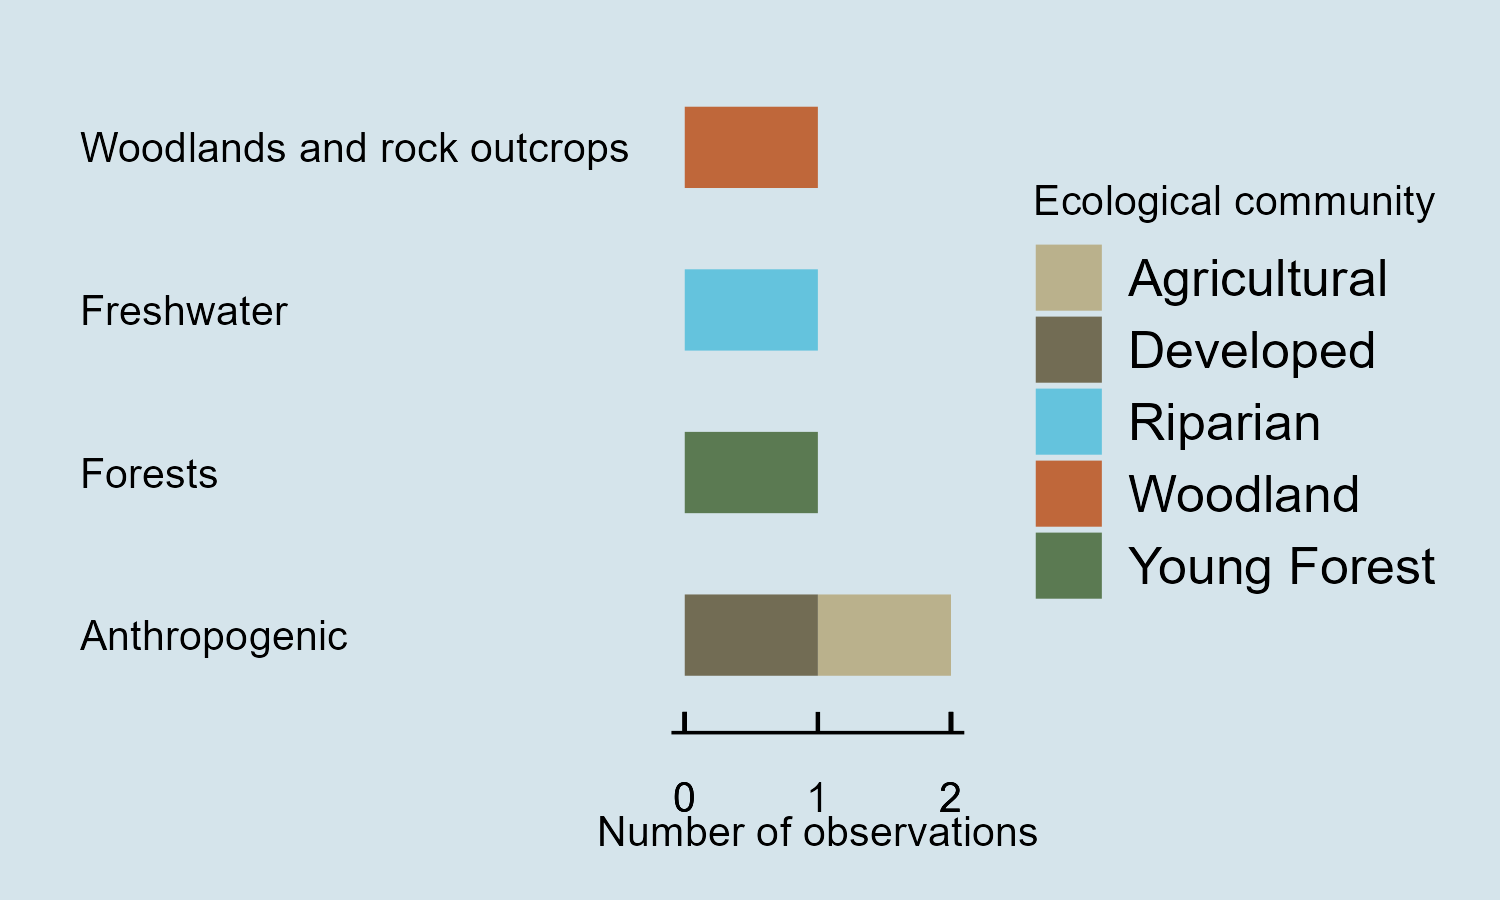 Woodlands and rock outcrops
Freshwater
Forests
Anthropogenic
0 1 2
Number of observations
Ecological community
Agricultural
Developed
Riparian
Woodland
Young Forest